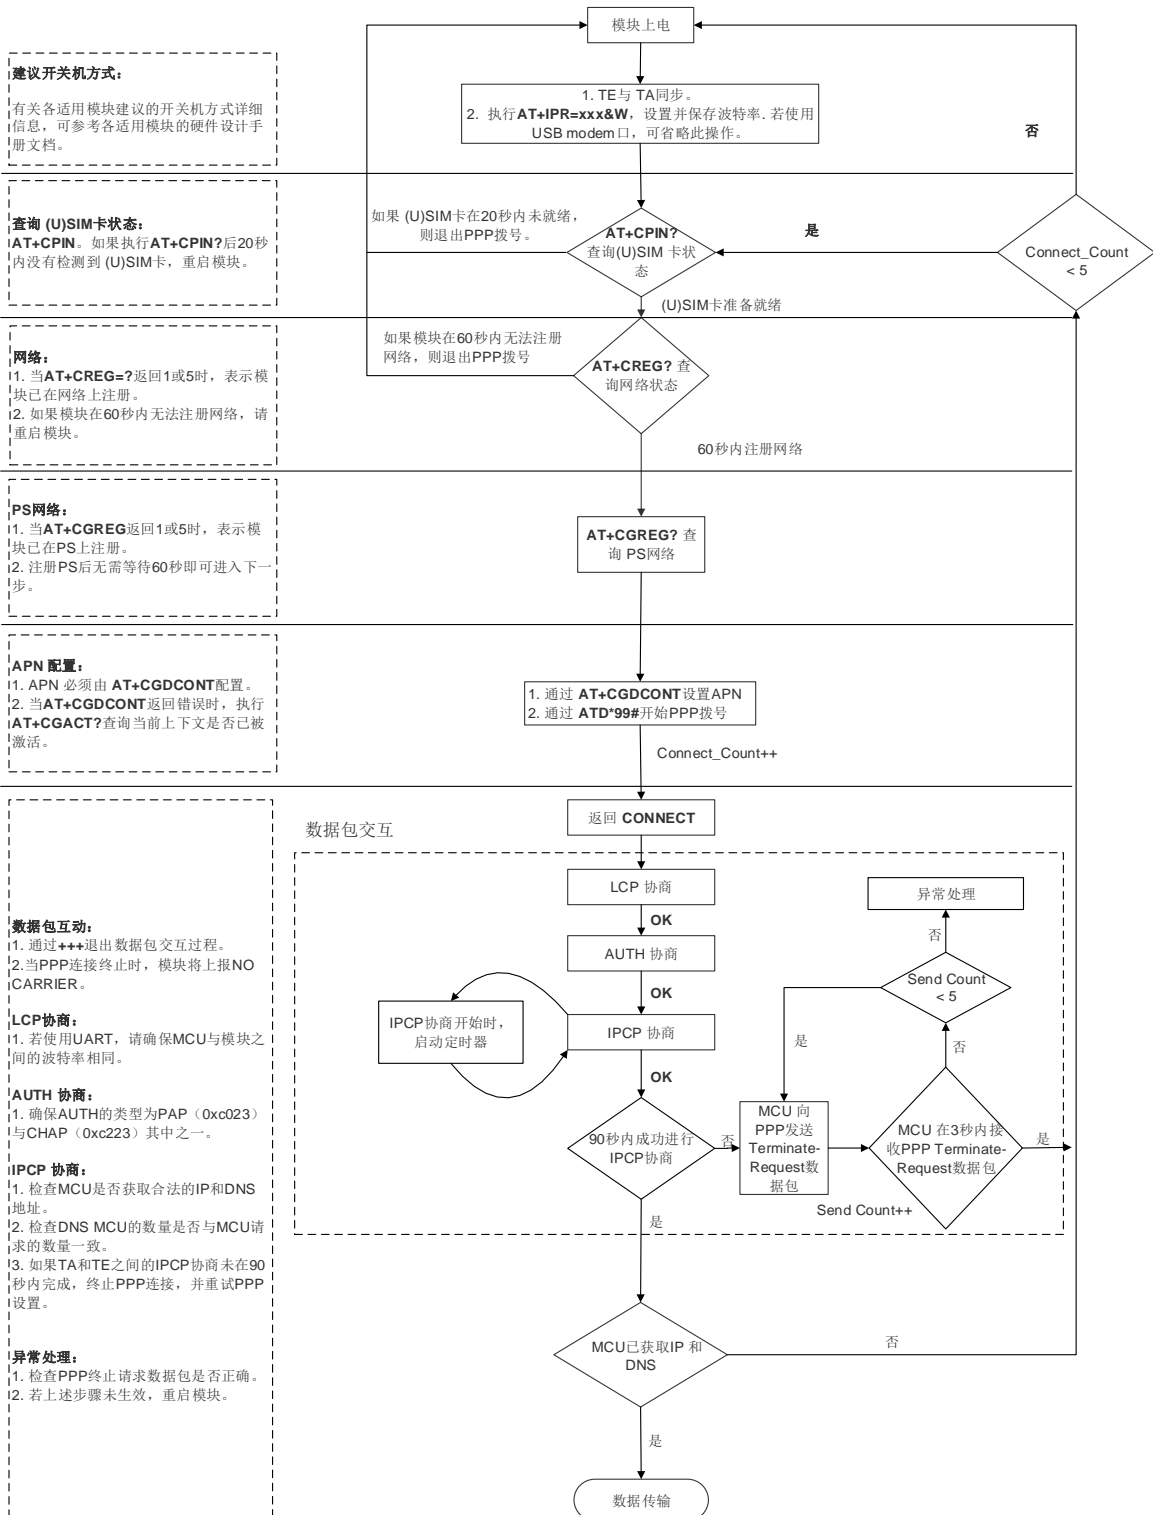 模块上电
建议开关机方式：
有关各适用模块建议的开关机方式详细
信息，可参考各适用模块的硬件设计手
册文档。
1. TE与 TA同步。
2. 执行AT+IPR=xxx&W，设置并保存波特率. 若使用
USB modem口，可省略此操作。
否
查询 (U)SIM卡状态：
AT+CPIN。如果执行AT+CPIN?后20秒
内没有检测到 (U)SIM卡，重启模块。
如果 (U)SIM卡在20秒内未就绪，
则退出PPP拨号。
AT+CPIN?
查询(U)SIM 卡状
态
是
Connect_Count
< 5
(U)SIM卡准备就绪
网络：
1. 当AT+CREG=?返回1或5时，表示模
块已在网络上注册。
2. 如果模块在60秒内无法注册网络，请
重启模块。
如果模块在60秒内无法注册
网络，则退出PPP拨号
AT+CREG? 查
询网络状态
60秒内注册网络
PS网络：
1. 当AT+CGREG返回1或5时，表示模
块已在PS上注册。
2. 注册PS后无需等待60秒即可进入下一
步。
AT+CGREG? 查
询 PS网络
APN 配置：
1. APN 必须由 AT+CGDCONT配置。
2. 当AT+CGDCONT返回错误时，执行
AT+CGACT?查询当前上下文是否已被
激活。
1. 通过 AT+CGDCONT设置APN
2. 通过 ATD*99#开始PPP拨号
Connect_Count++
返回 CONNECT
数据包交互
LCP 协商
OK
AUTH 协商
OK
IPCP协商开始时，
启动定时器
IPCP 协商
OK
90秒内成功进行
IPCP协商
否
是
MCU 向
PPP发送
Terminate-
Request数
据包
Send Count++
MCU 在3秒内接
收PPP Terminate-
Request数据包
是
否
Send Count
< 5
是
否
异常处理
数据包互动：
1. 通过+++退出数据包交互过程。
2.当PPP连接终止时，模块将上报NO
CARRIER。
LCP协商：
1. 若使用UART，请确保MCU与模块之
间的波特率相同。
AUTH 协商：
1. 确保AUTH的类型为PAP（0xc023）
与CHAP（0xc223）其中之一。
IPCP 协商：
1. 检查MCU是否获取合法的IP和DNS
地址。
2. 检查DNS MCU的数量是否与MCU请
求的数量一致。
3. 如果TA和TE之间的IPCP协商未在90
秒内完成，终止PPP连接，并重试PPP
设置。
异常处理：
1. 检查PPP终止请求数据包是否正确。
2. 若上述步骤未生效，重启模块。
MCU已获取IP 和
DNS
否
是
数据传输